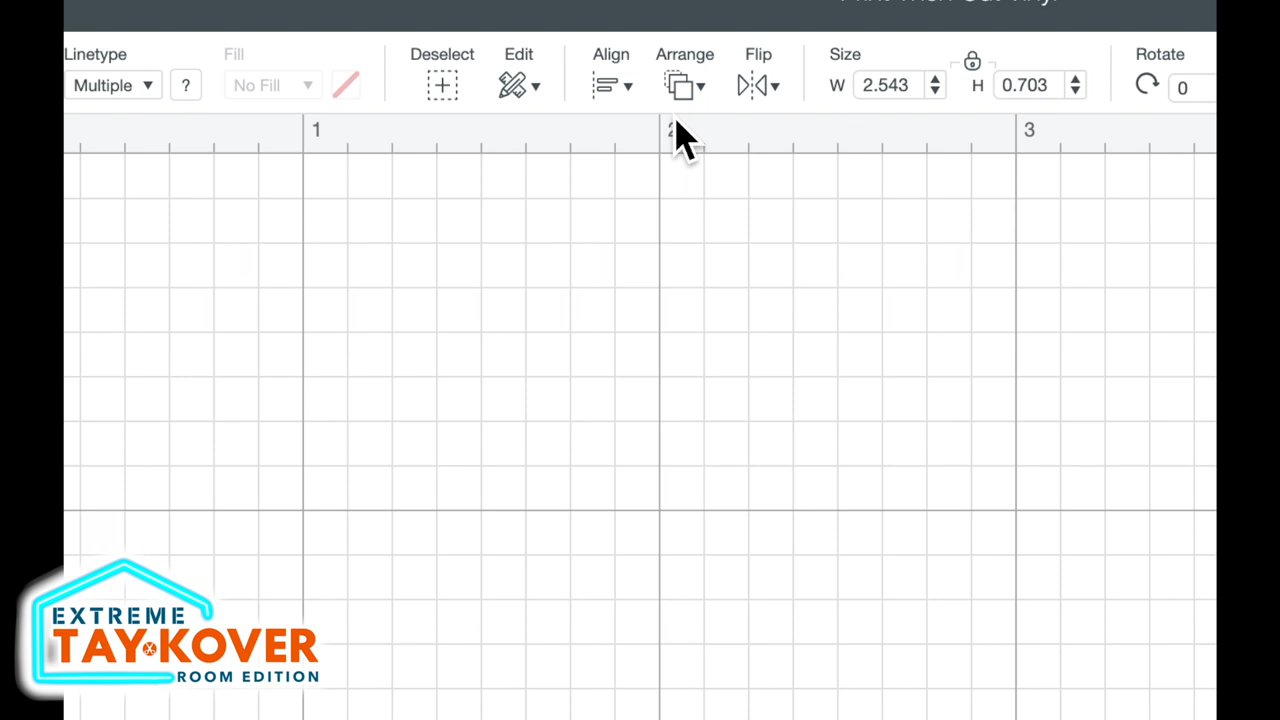 Linetype
Fill
Deselect
Edit
Align
Arrange
Flip
Size
Rotate
Multiple
?
No Fill
W
2.543
H
0.703
0
1
2
3
EXTREME
TAY KOVER
ROOM EDITION